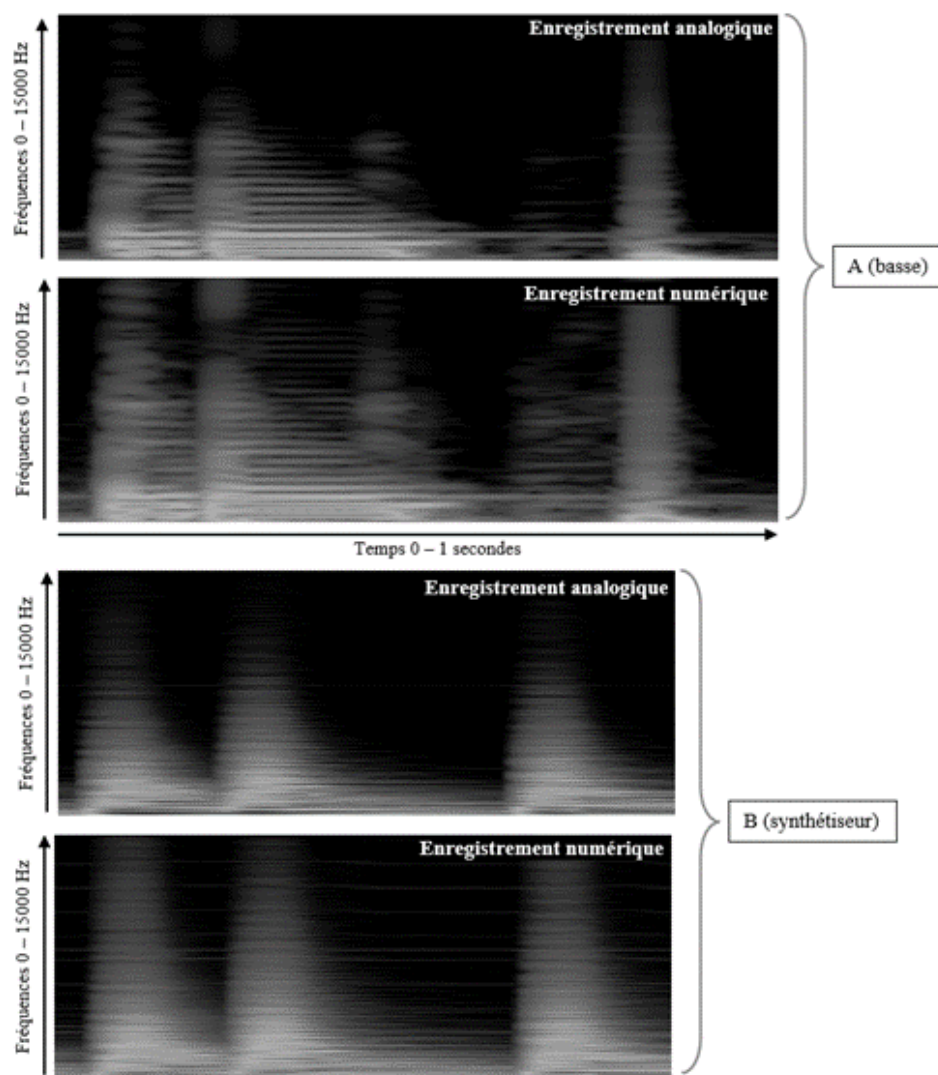 Enregistrement analogique
Fréquences 0 – 15000 Hz
Enregistrement numérique
Fréquences 0 – 15000 Hz
A (basse)
Temps 0 – 1 secondes
Enregistrement analogique
Fréquences 0 – 15000 Hz
Enregistrement numérique
Fréquences 0 – 15000 Hz
B (synthétiseur)